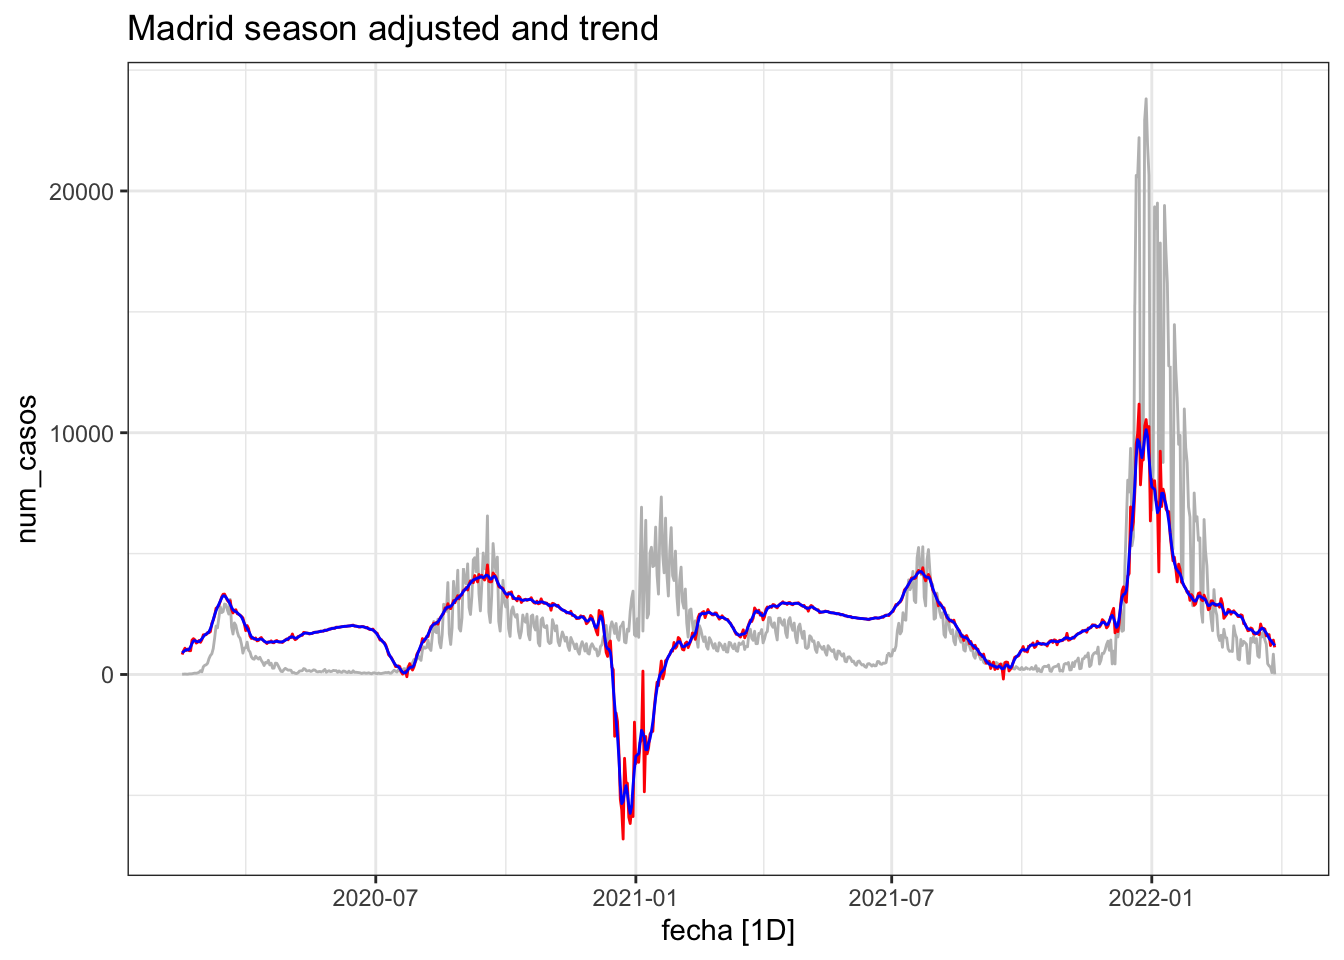 Madrid season adjusted and trend
num_casos
20000
10000
0
2020-07
2021-01
2021-07
2022-01
fecha [1D]